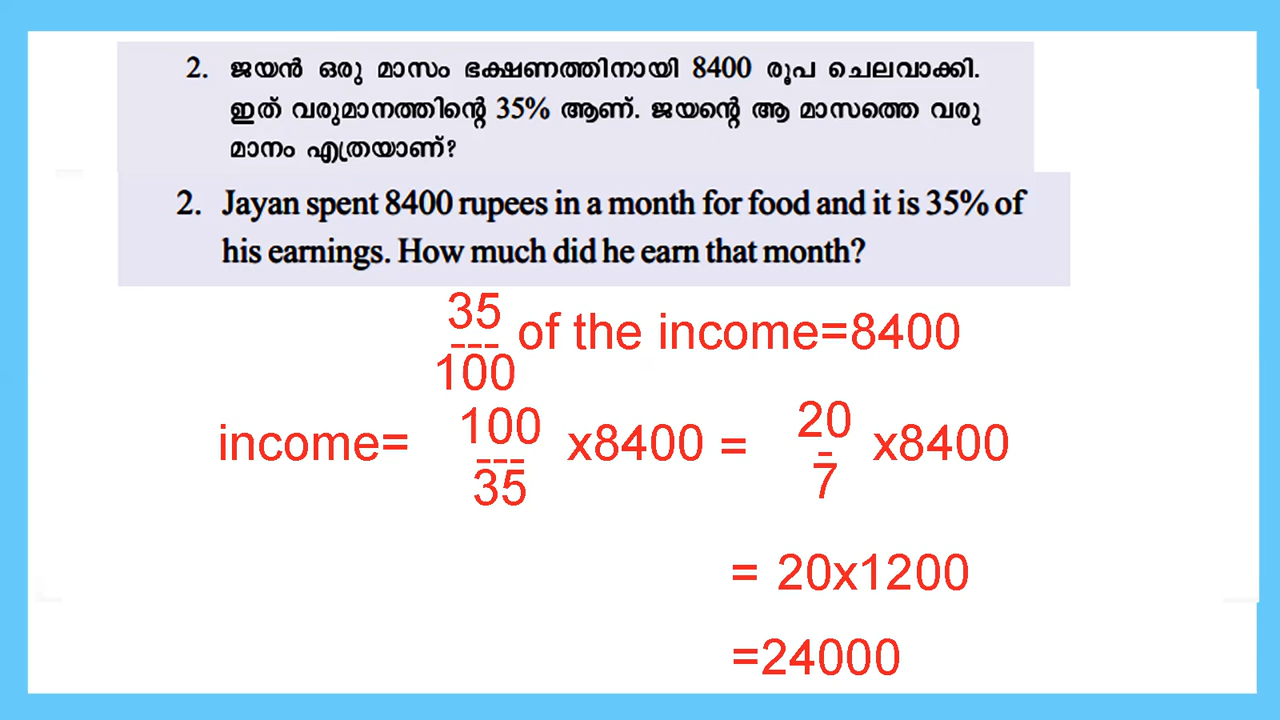 2. ജയൻ ഒരു മാസം ഭക്ഷണത്തിനായി 8400 രൂപ ചെലവാക്കി.
ഇത് വരുമാനത്തിന്റെ 35% ആണ്. ജയന്റെ ആ മാസത്തെ വരു
മാനം എത്രയാണ്?
2. Jayan spent 8400 rupees in a month for food and it is 35% of
his earnings. How much did he earn that month?
35
---
100
of the income=8400
income= 100
---
35
x8400 = 20
-
7
x8400
= 20x1200
=24000